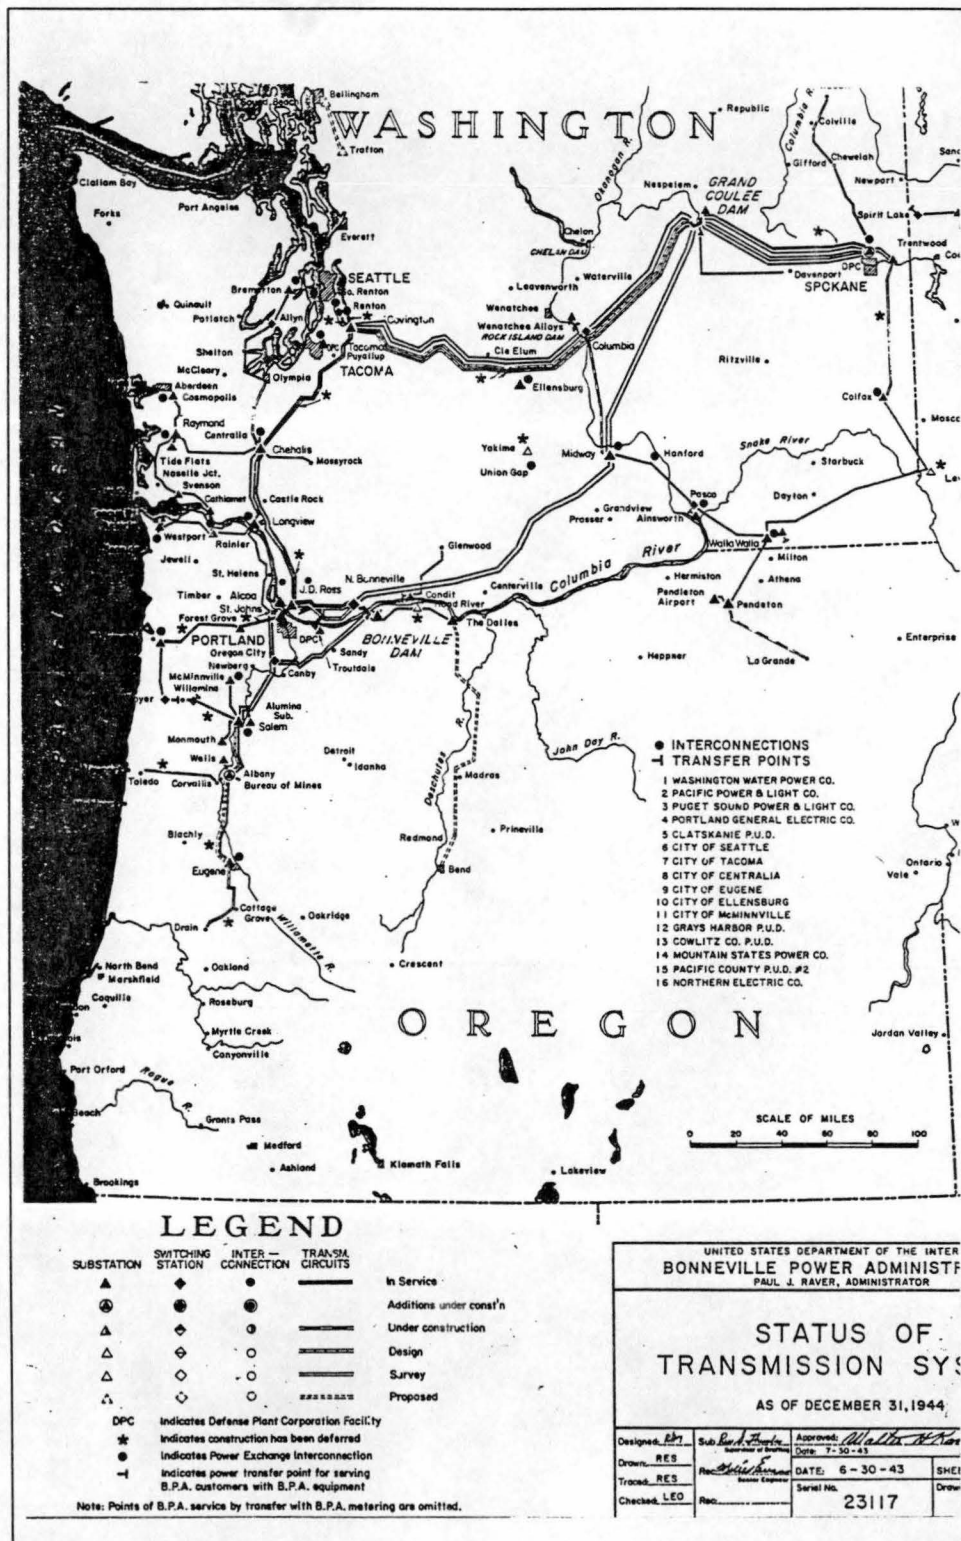 Bellingham
WASHINGTON
Trafton
Republic
Columbia R.
Colville
Okanogan R.
Gifford
Chewelah
Newport
Clallam Bay
Port Angeles
Forks
Nespelem
GRAND
COULEE
DAM
Spirit Lake
Everett
Chelan
CHELAN DAM
Trentwood
DPC
SPOKANE
Davenport
SEATTLE
So. Renton
Bremerton
Renton
Waterville
Leavenworth
Quinault
Potlatch
Allyn
Covington
Wenatchee
Wenatchee Alloys
ROCK ISLAND DAM
Columbia
Shelton
Tacoma
Puyallup
TACOMA
Cle Elum
Ritzville
McCleary
Olympia
Aberdeen
Cosmopolis
Ellensburg
Colfax
Raymond
Centralia
Chehalis
Mossyrock
Yakima
Union Gap
Midway
Hanford
Snake River
Starbuck
Tide Flats
Naselle Jct.
Svenson
Cathlamet
Castle Rock
Longview
Pasco
Dayton
Grandview
Prosser
Ainsworth
Westport
Rainier
Jewell
Glenwood
Walla Walla
Milton
St. Helens
N. Bonneville
Centerville
Columbia River
Hermiston
Athena
Timber
Alcoa
J.D. Ross
Condit
Hood River
Pendleton
Airport
Pendleton
St. Johns
Forest Grove
PORTLAND
DPC
BONNEVILLE
DAM
The Dalles
Oregon City
Sandy
Troutdale
Heppner
La Grande
Enterprise
Newberg
Canby
McMinnville
Willamina
Alumina
Sub.
Salem
Monmouth
Deschutes R.
John Day R.
Wells
Detroit
Idanha
Toledo
Corvallis
Albany
Bureau of Mines
Madras
INTERCONNECTIONS
TRANSFER POINTS
1 WASHINGTON WATER POWER CO.
2 PACIFIC POWER & LIGHT CO.
3 PUGET SOUND POWER & LIGHT CO.
4 PORTLAND GENERAL ELECTRIC CO.
5 CLATSKANIE P.U.D.
6 CITY OF SEATTLE
7 CITY OF TACOMA
8 CITY OF CENTRALIA
9 CITY OF EUGENE
10 CITY OF ELLENSBURG
11 CITY OF McMINNVILLE
12 GRAYS HARBOR P.U.D.
13 COWLITZ CO. P.U.D.
14 MOUNTAIN STATES POWER CO.
15 PACIFIC COUNTY P.U.D. #2
16 NORTHERN ELECTRIC CO.
Blachly
Redmond
Prineville
Eugene
Bend
Ontario
Vale
Cottage
Grove
Oakridge
Drain
Willamette R.
North Bend
Marshfield
Oakland
Crescent
Coquille
Roseburg
OREGON
Myrtle Creek
Canyonville
Jordan Valley
Port Orford
Rogue R.
Beach
Grants Pass
SCALE OF MILES
0 20 40 60 80 100
Medford
Ashland
Klamath Falls
Lakeview
Brookings
LEGEND
SUBSTATION SWITCHING STATION INTER-CONNECTION TRANSM. CIRCUITS
In Service
Additions under const'n
Under construction
Design
Survey
Proposed
DPC Indicates Defense Plant Corporation Facility
* Indicates construction has been deferred
Indicates Power Exchange Interconnection
Indicates power transfer point for serving
B.P.A. customers with B.P.A. equipment
Note: Points of B.P.A. service by transfer with B.P.A. metering are omitted.
UNITED STATES DEPARTMENT OF THE INTER
BONNEVILLE POWER ADMINISTR
PAUL J. RAVER, ADMINISTRATOR
STATUS OF
TRANSMISSION SYS
AS OF DECEMBER 31, 1944
Designed: Sub. Approved:
Date: 7-30-43
Drawn: RES
Rec. DATE: 6-30-43 SHE
Traced: RES
Serial No. Draw
Checked: LEO Rec. 23117